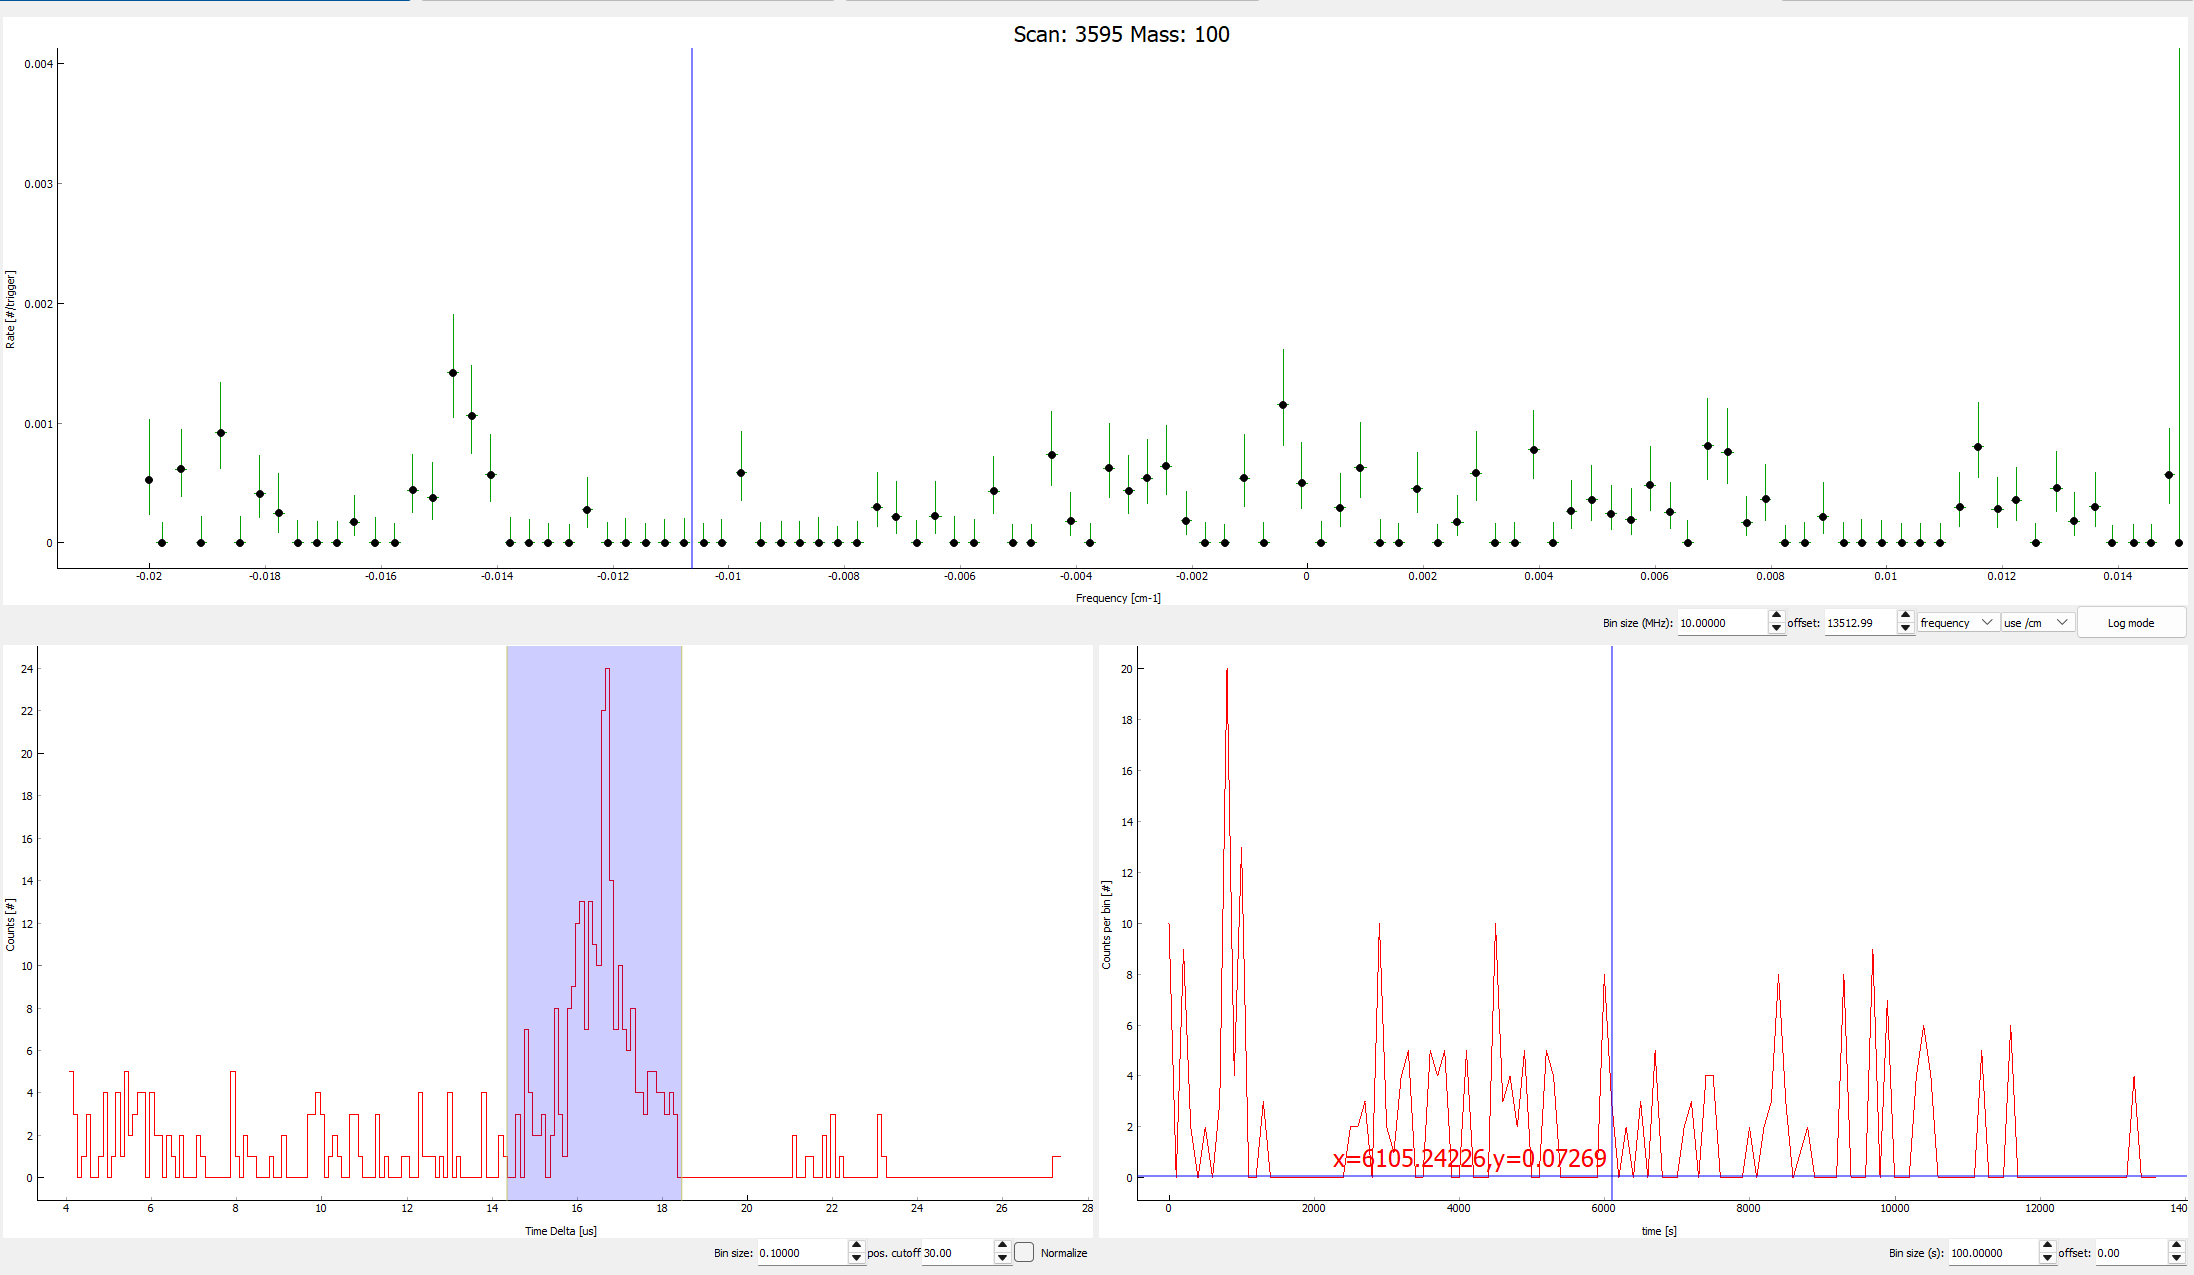 Scan: 3595 Mass: 100
Rate [#/trigger]
0.004
0.003
0.002
0.001
0
-0.02 -0.018 -0.016 -0.014 -0.012 -0.01 -0.008 -0.006 -0.004 -0.002 0 0.002 0.004 0.006 0.008 0.01 0.012 0.014
Frequency [cm-1]
Bin size (MHz): 10.00000 offset: 13512.99 frequency use /cm Log mode
Counts [#]
24
22
20
18
16
14
12
10
8
6
4
2
0
4 6 8 10 12 14 16 18 20 22 24 26 28
Time Delta [us]
Bin size: 0.10000 pos. cutoff 30.00 Normalize
Counts per bin [#]
20
18
16
14
12
10
8
6
4
2
0
x=6105.24226,y=0.07269
0 2000 4000 6000 8000 10000 12000 140
time [s]
Bin size (s): 100.00000 offset: 0.00